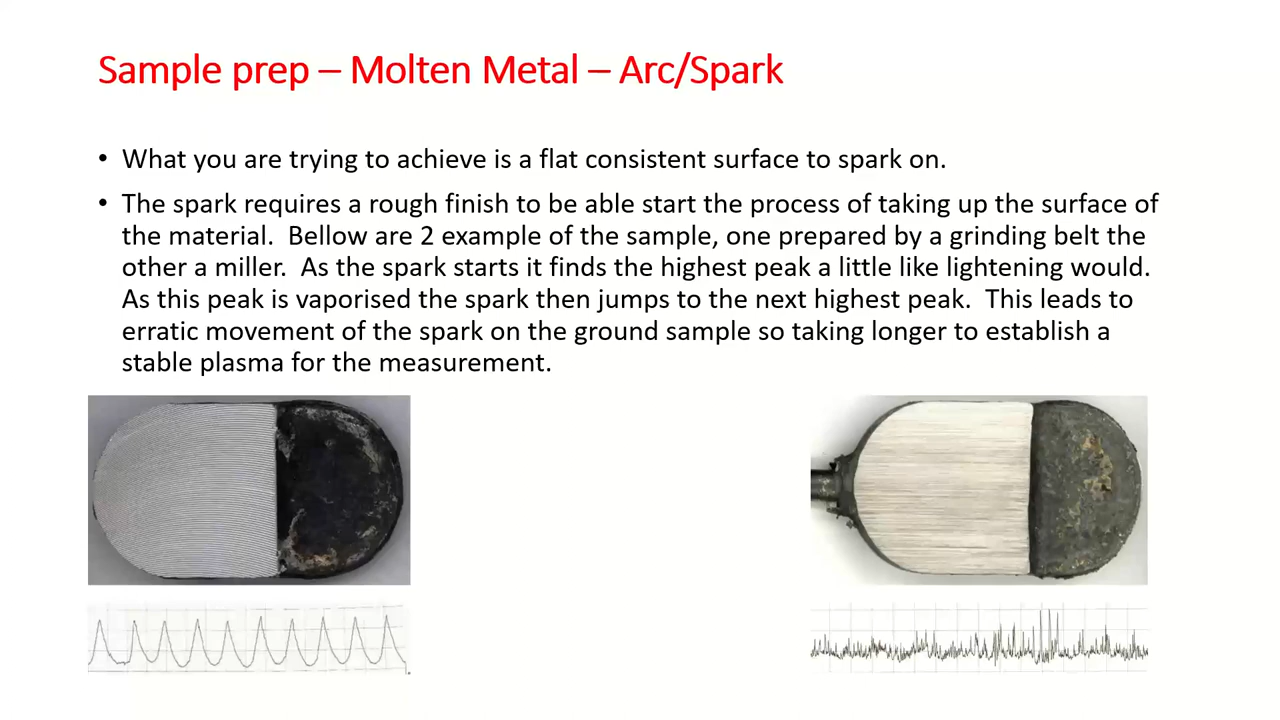 Sample prep – Molten Metal – Arc/Spark
• What you are trying to achieve is a flat consistent surface to spark on.
• The spark requires a rough finish to be able start the process of taking up the surface of
the material.  Bellow are 2 example of the sample, one prepared by a grinding belt the
other a miller.  As the spark starts it finds the highest peak a little like lightening would.
As this peak is vaporised the spark then jumps to the next highest peak.  This leads to
erratic movement of the spark on the ground sample so taking longer to establish a
stable plasma for the measurement.